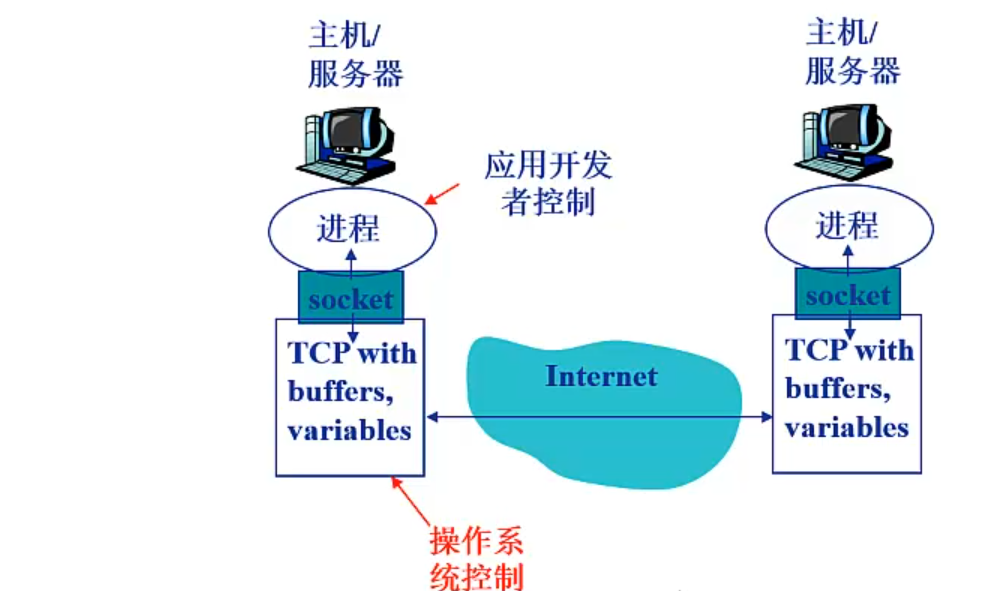 主机/
服务器
主机/
服务器
应用开发
者控制
进程
进程
socket
socket
TCP with
buffers,
variables
Internet
TCP with
buffers,
variables
操作系
统控制